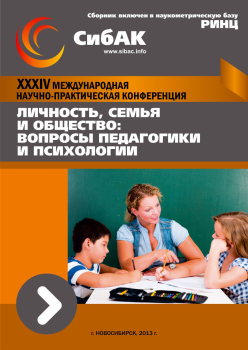 Сборник включен в наукометрическую базу
РИНЦ
СибАК
www.sibac.info
XXXIV МЕЖДУНАРОДНАЯ
НАУЧНО-ПРАКТИЧЕСКАЯ КОНФЕРЕНЦИЯ
ЛИЧНОСТЬ, СЕМЬЯ
И ОБЩЕСТВО:
ВОПРОСЫ ПЕДАГОГИКИ
И ПСИХОЛОГИИ
г. НОВОСИБИРСК, 2013 г.